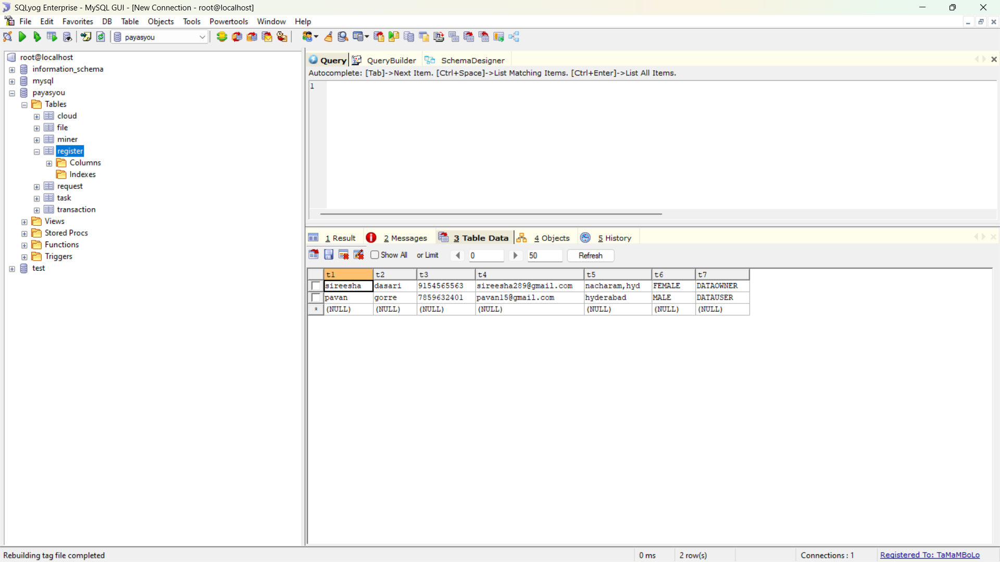 SQLyog Enterprise - MySQL GUI - [New Connection - root@localhost]
File Edit Favorites DB Table Objects Tools Powertools Window Help
payasyou
root@localhost
information_schema
mysql
payasyou
Tables
cloud
file
miner
register
Columns
Indexes
request
task
transaction
Views
Stored Procs
Functions
Triggers
test
Query QueryBuilder SchemaDesigner
Autocomplete: [Tab]->Next Item. [Ctrl+Space]->List Matching Items. [Ctrl+Enter]->List All Items.
1
1 Result 2 Messages 3 Table Data 4 Objects 5 History
Show All or Limit 0 50 Refresh
t1 t2 t3 t4 t5 t6 t7
sireesha dasari 9154565563 sireesha289@gmail.com nacharam,hyd FEMALE DATAOWNER
pavan gorre 7859632401 pavan15@gmail.com hyderabad MALE DATAUSER
* (NULL) (NULL) (NULL) (NULL) (NULL) (NULL) (NULL)
Rebuilding tag file completed 0 ms 2 row(s) Connections : 1 Registered To: TaMaMBoLo